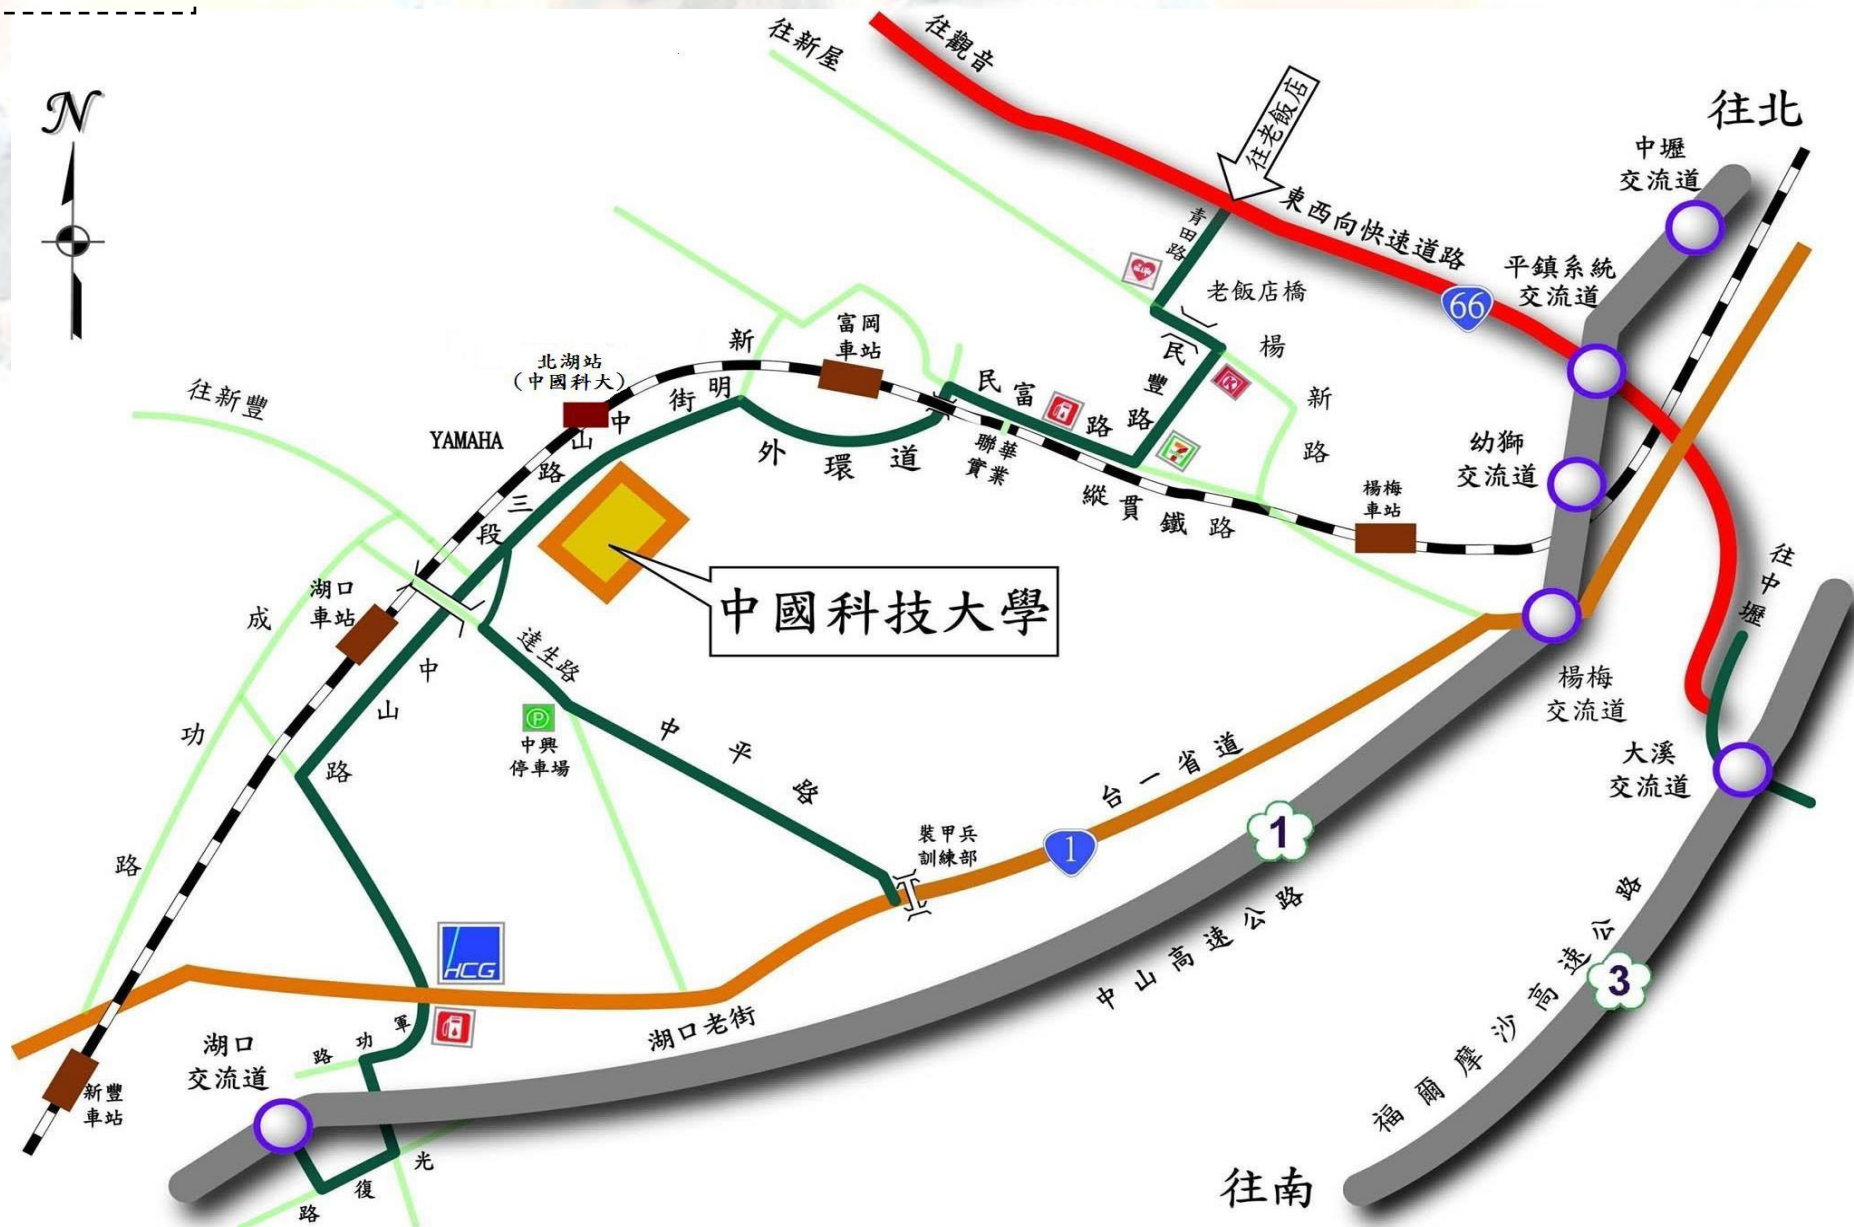 N
往新屋
往觀音
往老飯店
往北
中壢
交流道
青田路
東西向快速道路
平鎮系統
交流道
66
老飯店橋
楊新路
民豐路
富岡
車站
新明街
北湖站
(中國科大)
民富路
往新豐
YAMAHA
中山路三段
外環道
聯華
實業
縱貫鐵路
楊梅
車站
幼獅
交流道
往中壢
中國科技大學
湖口
車站
成功路
中山路
達生路
P
中興
停車場
中平路
楊梅
交流道
大溪
交流道
台一省道
1
裝甲兵
訓練部
1
中山高速公路
HCG
湖口老街
3
福爾摩沙高速公路
湖口
交流道
軍功路
新豐
車站
光復路
往南
K
7